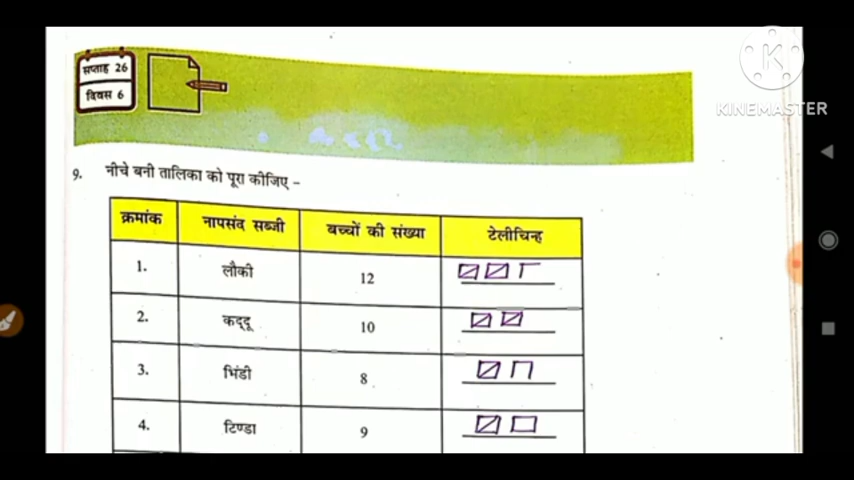 सप्ताह 26
दिवस 6
KINEMASTER
9. नीचे बनी तालिका को पूरा कीजिए –
क्रमांक नापसंद सब्जी बच्चों की संख्या टेलीचिन्ह
1. लौकी 12
2. कद्दू 10
3. भिंडी 8
4. टिण्डा 9